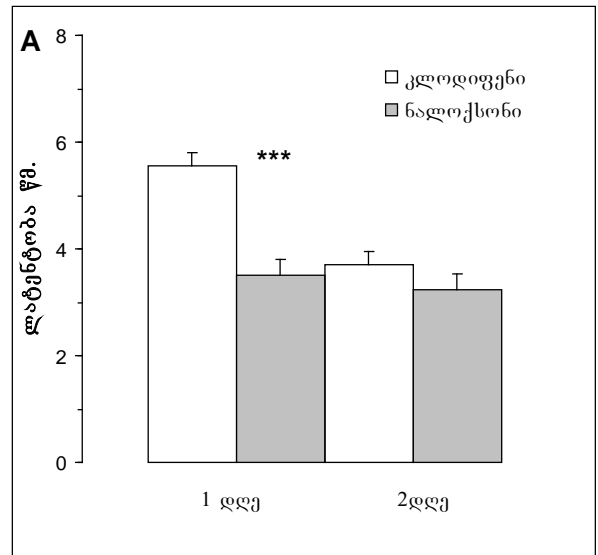 A
8
კლოდიფენი
ნალოქსონი
6
***
ლატენტობა წმ.
4
2
0
1 დღე
2დღე